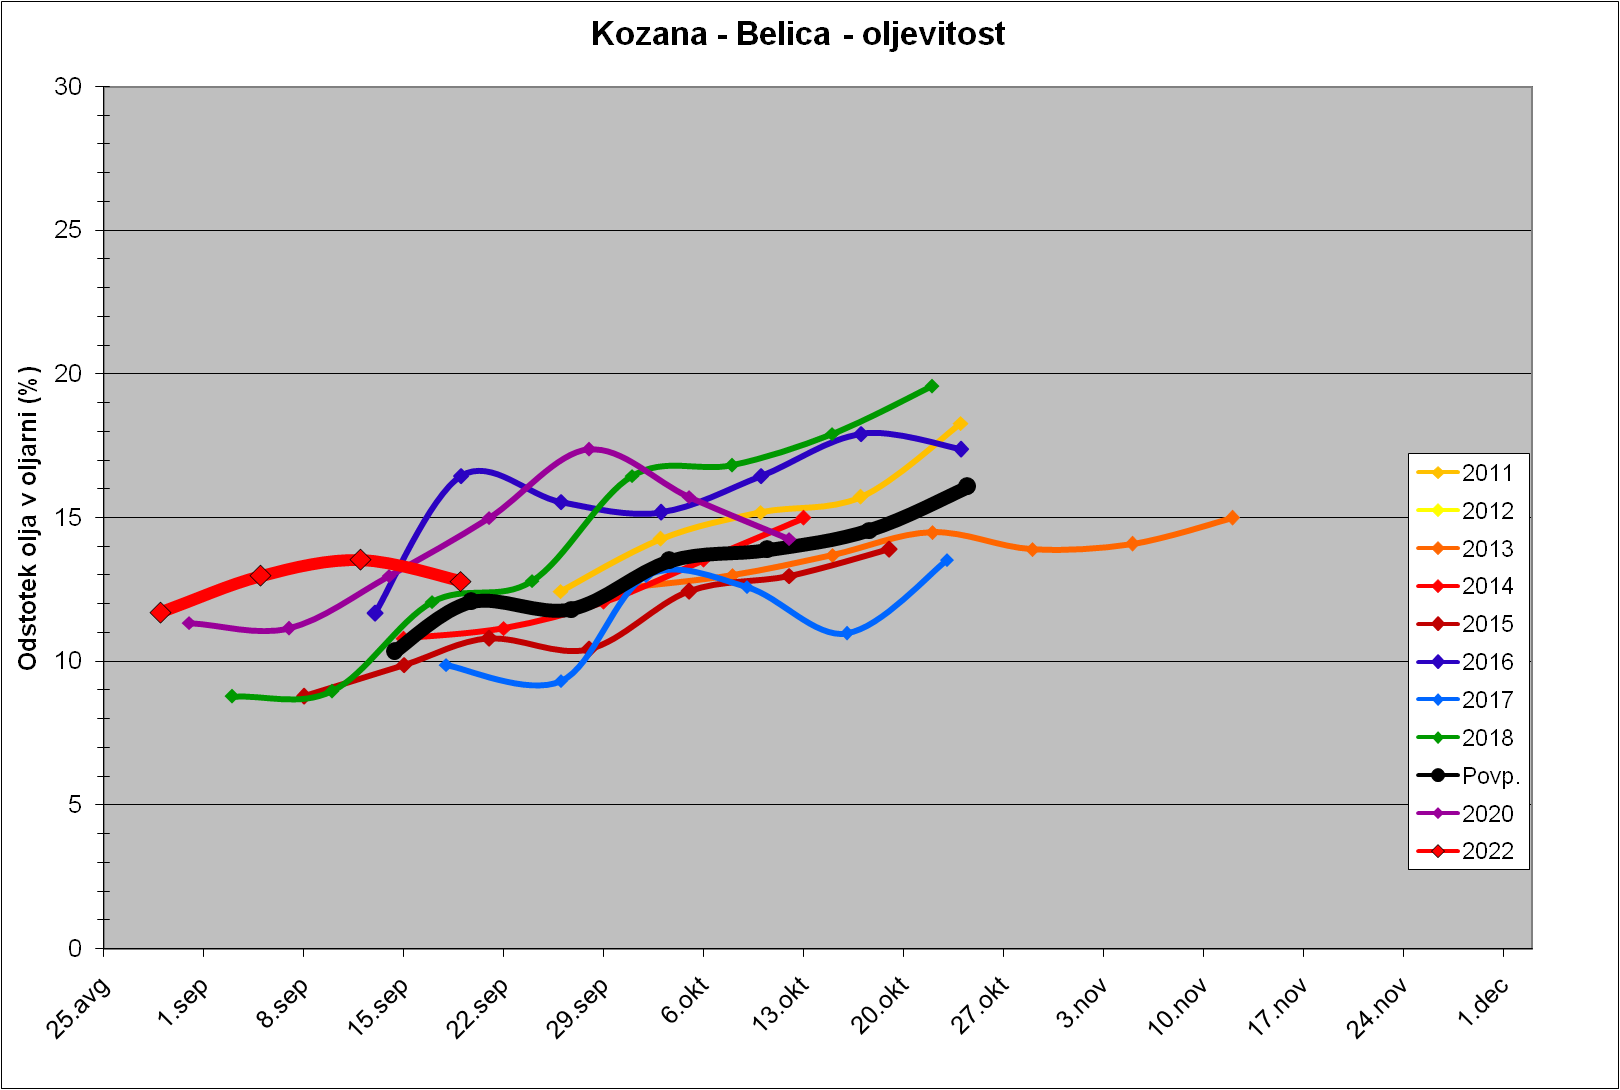 Kozana - Belica - oljevitost
Odstotek olja v oljarni (%)
30
25
20
15
10
5
0
25.avg
1.sep
8.sep
15.sep
22.sep
29.sep
6.okt
13.okt
20.okt
27.okt
3.nov
10.nov
17.nov
24.nov
1.dec
2011
2012
2013
2014
2015
2016
2017
2018
Povp.
2020
2022